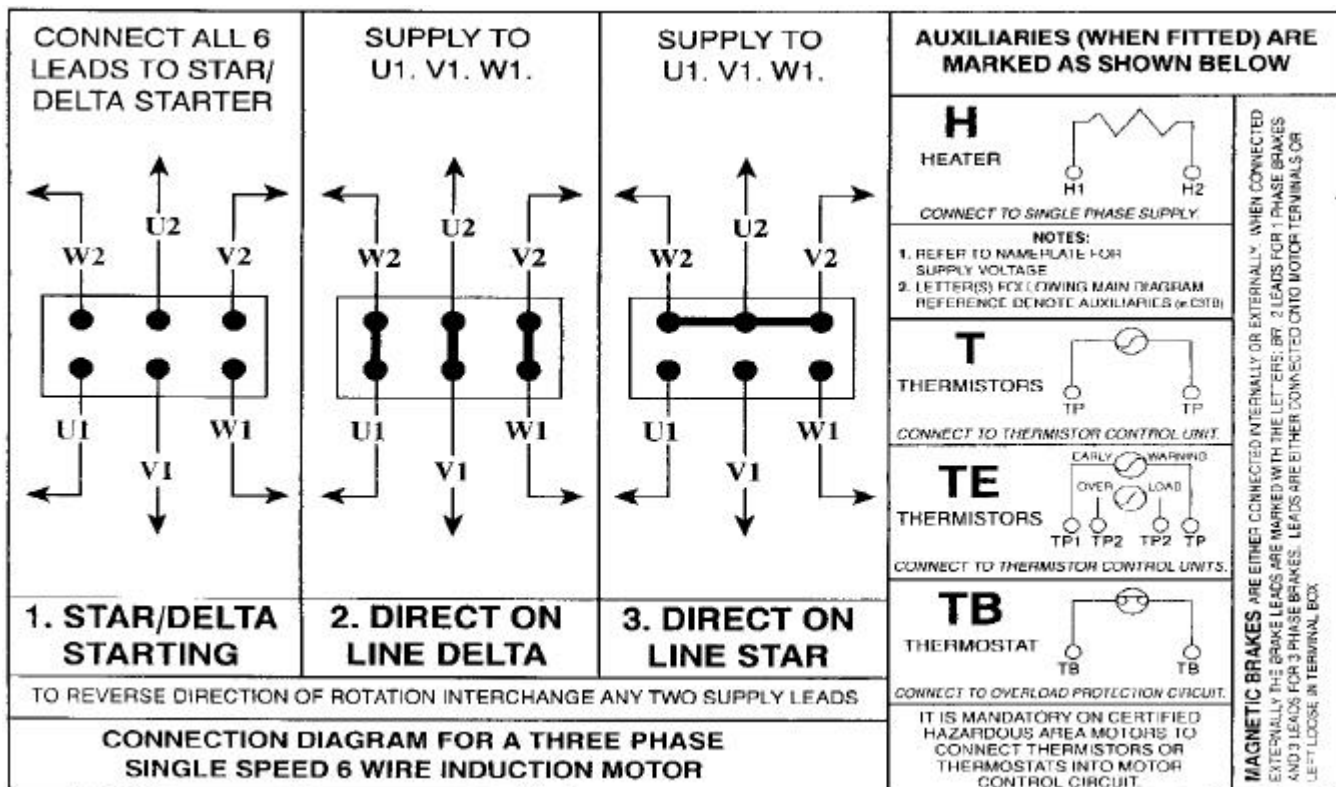 CONNECT ALL 6
LEADS TO STAR/
DELTA STARTER
W2
U2
V2
U1
V1
W1
1. STAR/DELTA
STARTING
SUPPLY TO
U1. V1. W1.
W2
U2
V2
U1
V1
W1
2. DIRECT ON
LINE DELTA
SUPPLY TO
U1. V1. W1.
W2
U2
V2
U1
V1
W1
3. DIRECT ON
LINE STAR
TO REVERSE DIRECTION OF ROTATION INTERCHANGE ANY TWO SUPPLY LEADS
CONNECTION DIAGRAM FOR A THREE PHASE
SINGLE SPEED 6 WIRE INDUCTION MOTOR
AUXILIARIES (WHEN FITTED) ARE
MARKED AS SHOWN BELOW
H
HEATER
H1 H2
CONNECT TO SINGLE PHASE SUPPLY.
NOTES:
1. REFER TO NAMEPLATE FOR
SUPPLY VOLTAGE
2. LETTER(S) FOLLOWING MAIN DIAGRAM
REFERENCE DENOTE AUXILIARIES
T
THERMISTORS
TP TP
CONNECT TO THERMISTOR CONTROL UNIT.
TE
THERMISTORS
EARLY WARNING
OVER LOAD
TP1 TP2 TP2 TP
CONNECT TO THERMISTOR CONTROL UNITS.
TB
THERMOSTAT
TB TB
CONNECT TO OVERLOAD PROTECTION CIRCUIT.
IT IS MANDATORY ON CERTIFIED
HAZARDOUS AREA MOTORS TO
CONNECT THERMISTORS OR
THERMOSTATS INTO MOTOR
CONTROL CIRCUIT.
MAGNETIC BRAKES ARE EITHER CONNECTED INTERNALLY OR EXTERNALLY. WHEN CONNECTED
EXTERNALLY THE BRAKE LEADS ARE MARKED WITH THE LETTERS: BR. 2 LEADS FOR 1 PHASE BRAKES
AND 3 LEADS FOR 3 PHASE BRAKES. LEADS ARE EITHER CONNECTED ONTO MOTOR TERMINALS OR
LEFT LOOSE IN TERMINAL BOX